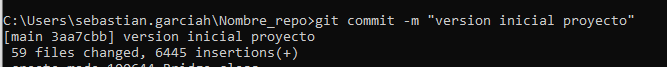 C:\Users\sebastian.garciah\Nombre_repo>git commit -m "version inicial proyecto"
[main 3aa7cbb] version inicial proyecto
 59 files changed, 6445 insertions(+)